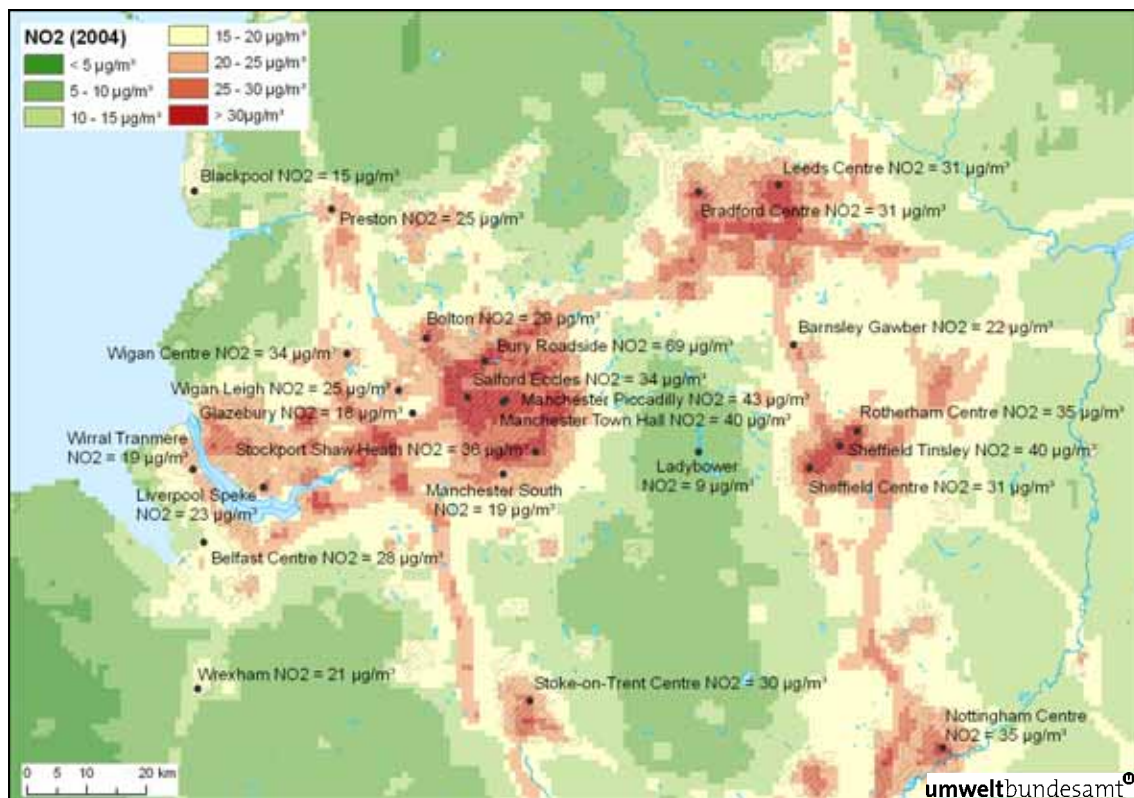 NO2 (2004)
< 5 µg/m³
5 - 10 µg/m³
10 - 15 µg/m³
15 - 20 µg/m³
20 - 25 µg/m³
25 - 30 µg/m³
> 30µg/m³
Blackpool NO2 = 15 µg/m³
Preston NO2 = 25 µg/m³
Leeds Centre NO2 = 31 µg/m³
Bradford Centre NO2 = 31 µg/m³
Bolton NO2 = 29 µg/m³
Barnsley Gawber NO2 = 22 µg/m³
Wigan Centre NO2 = 34 µg/m³
Bury Roadside NO2 = 69 µg/m³
Wigan Leigh NO2 = 25 µg/m³
Salford Eccles NO2 = 34 µg/m³
Manchester Piccadilly NO2 = 43 µg/m³
Glazebury NO2 = 18 µg/m³
Manchester Town Hall NO2 = 40 µg/m³
Rotherham Centre NO2 = 35 µg/m³
Wirral Tranmere
NO2 = 19 µg/m³
Stockport Shaw Heath NO2 = 36 µg/m³
Sheffield Tinsley NO2 = 40 µg/m³
Ladybower
NO2 = 9 µg/m³
Sheffield Centre NO2 = 31 µg/m³
Liverpool Speke
NO2 = 23 µg/m³
Manchester South
NO2 = 19 µg/m³
Belfast Centre NO2 = 28 µg/m³
Wrexham NO2 = 21 µg/m³
Stoke-on-Trent Centre NO2 = 30 µg/m³
Nottingham Centre
NO2 = 35 µg/m³
0 5 10 20 km
umweltbundesamt